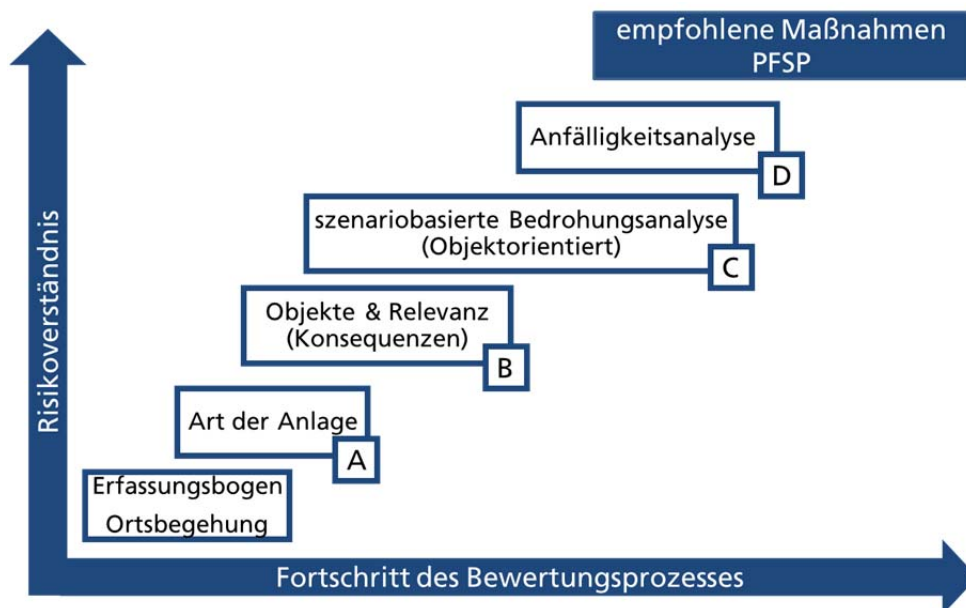 empfohlene Maßnahmen
PFSP
Anfälligkeitsanalyse
D
szenariobasierte Bedrohungsanalyse
(Objektorientiert)
C
Objekte & Relevanz
(Konsequenzen)
B
Art der Anlage
A
Erfassungsbogen
Ortsbegehung
Risikoverständnis
Fortschritt des Bewertungsprozesses